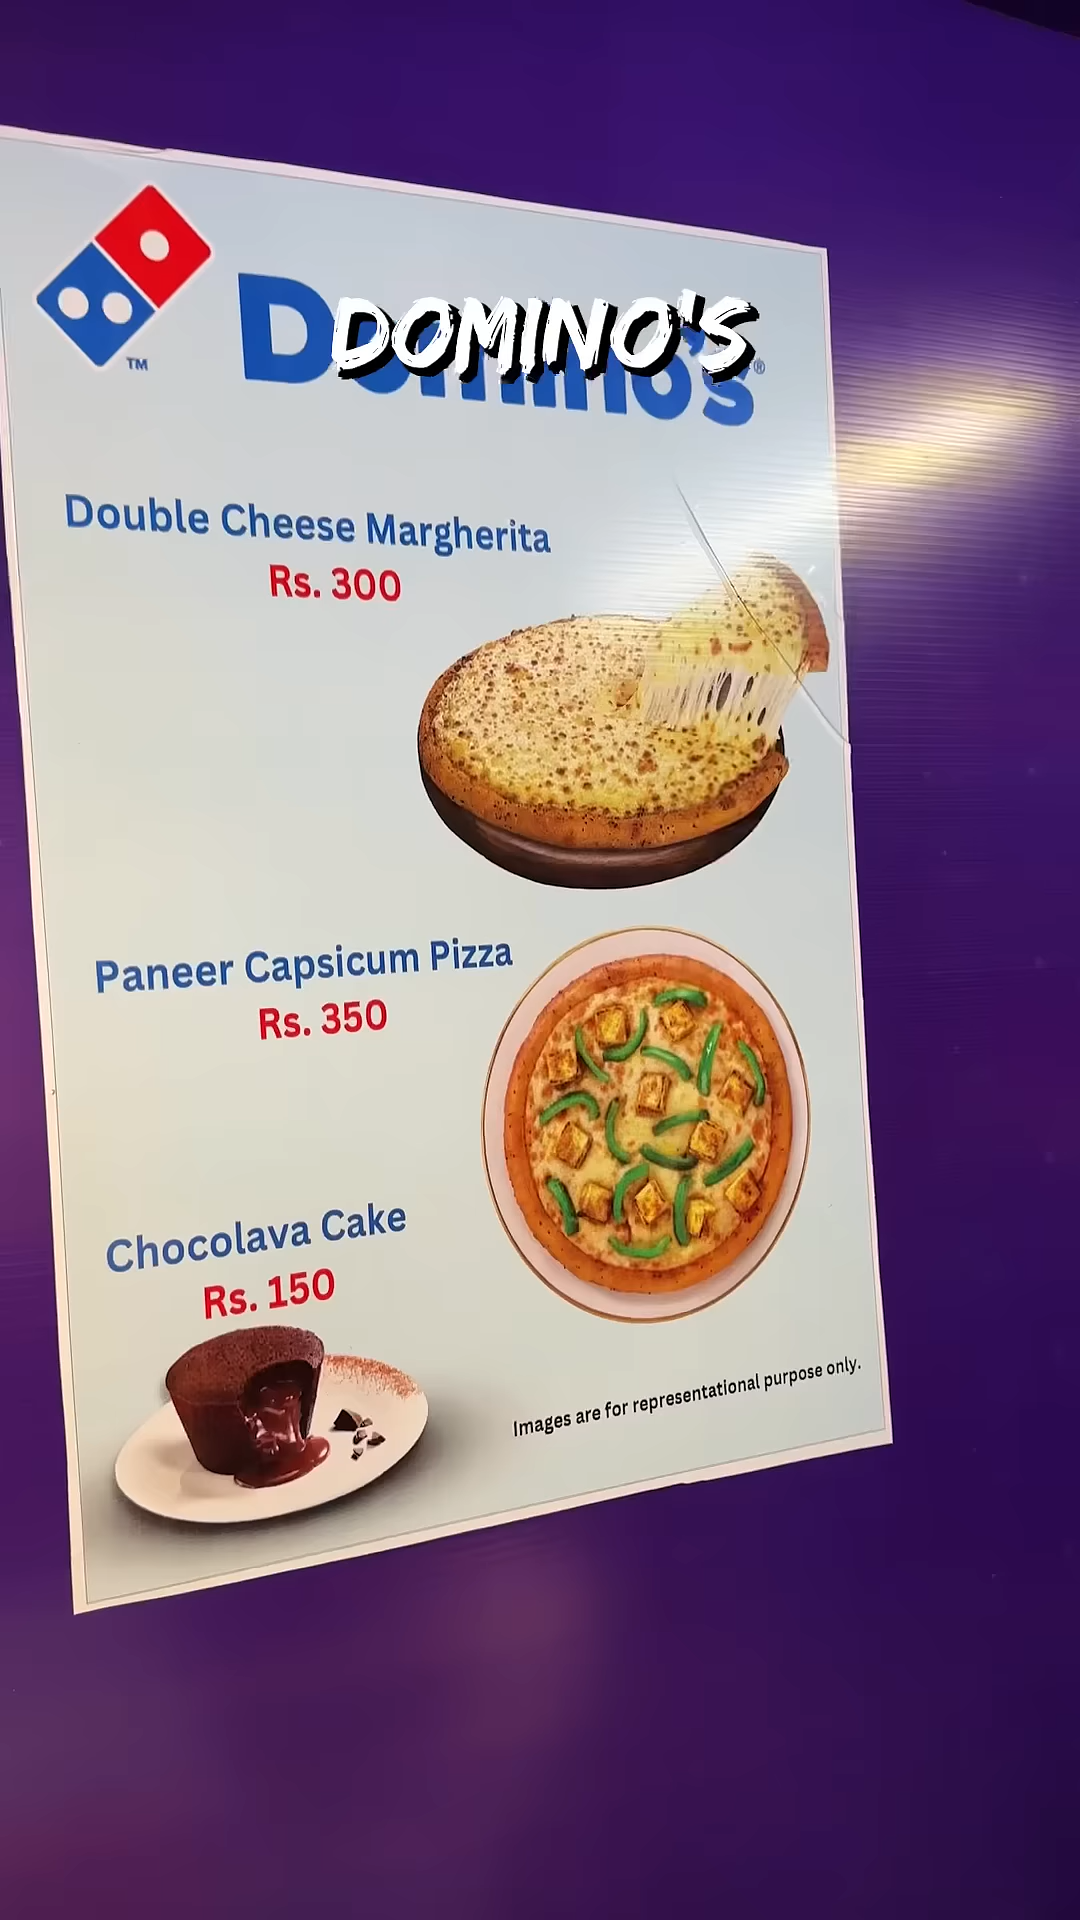 Domino's
DOMINO'S
TM
®
Double Cheese Margherita
Rs. 300
Paneer Capsicum Pizza
Rs. 350
Chocolava Cake
Rs. 150
Images are for representational purpose only.